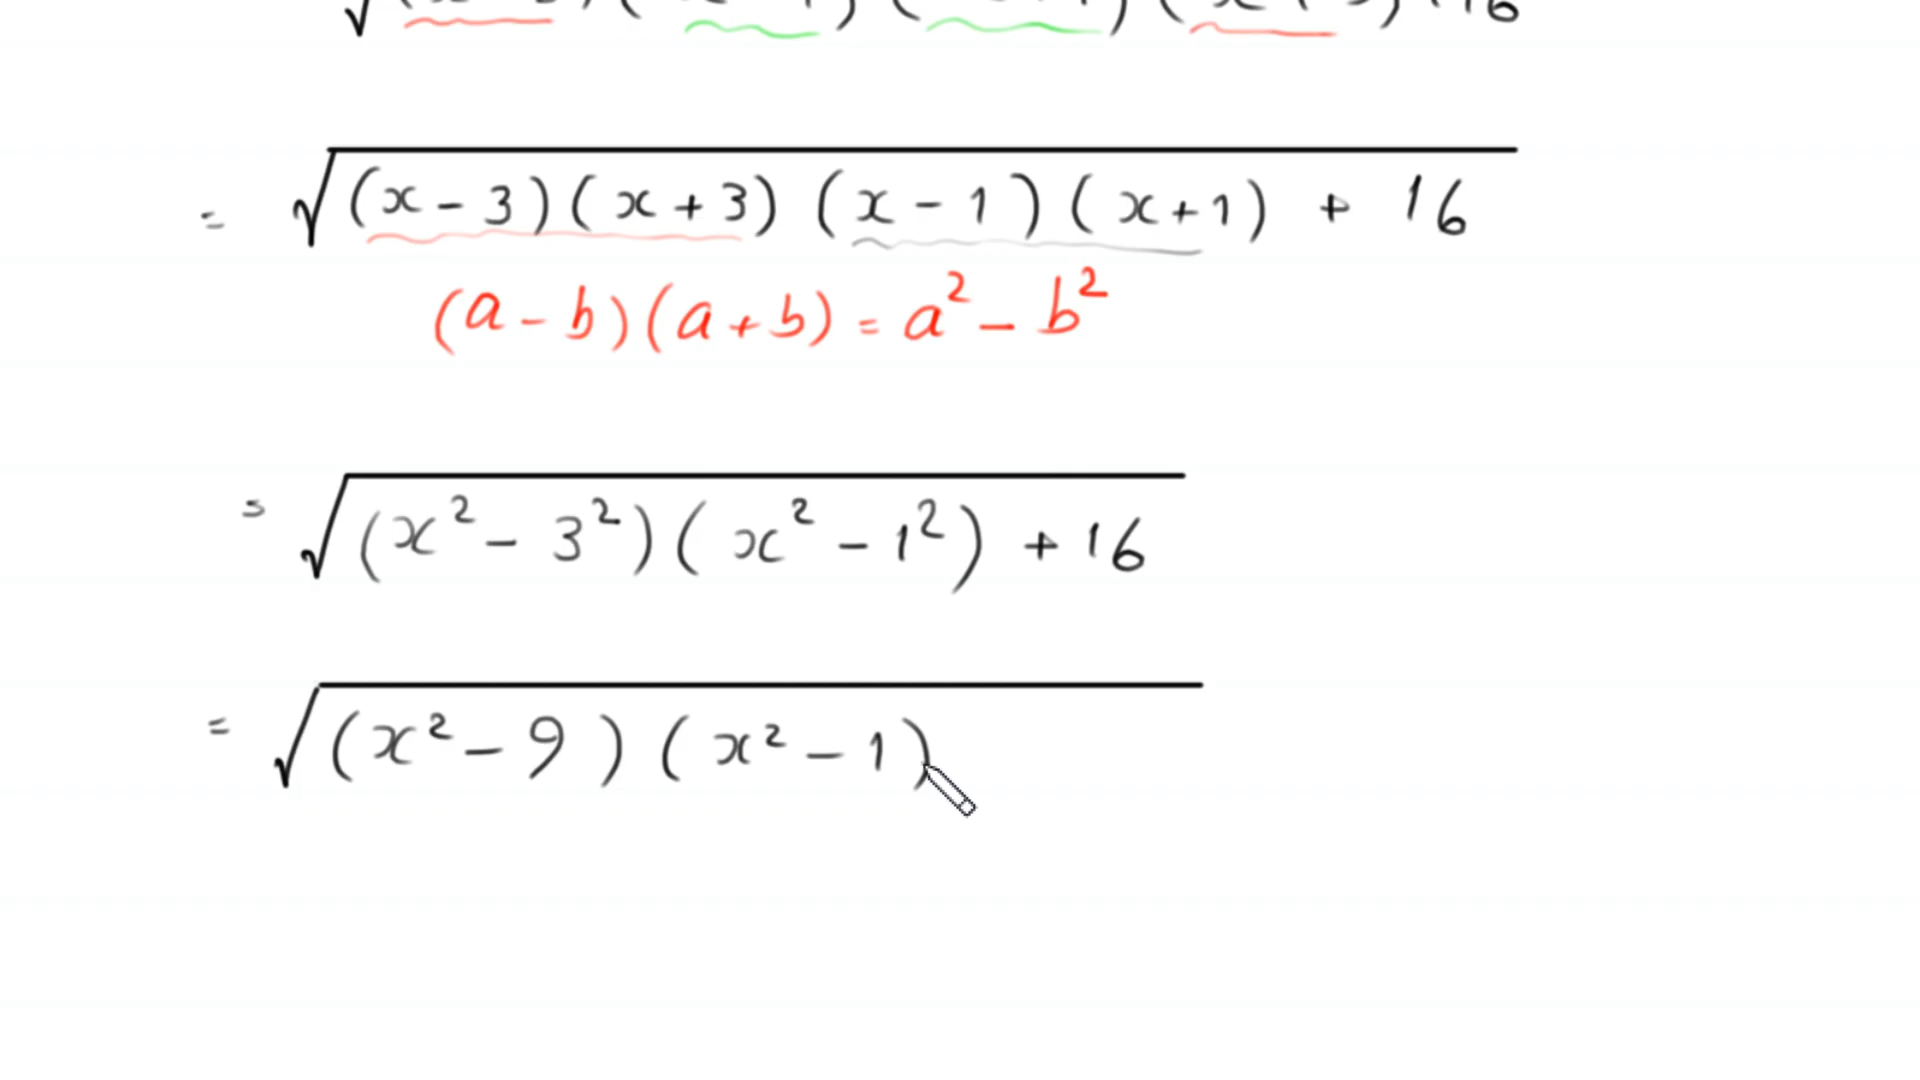 = √(x - 3)(x + 3)(x - 1)(x + 1) + 16
(a - b)(a + b) = a² - b²
= √(x² - 3²)(x² - 1²) + 16
= √(x² - 9)(x² - 1)